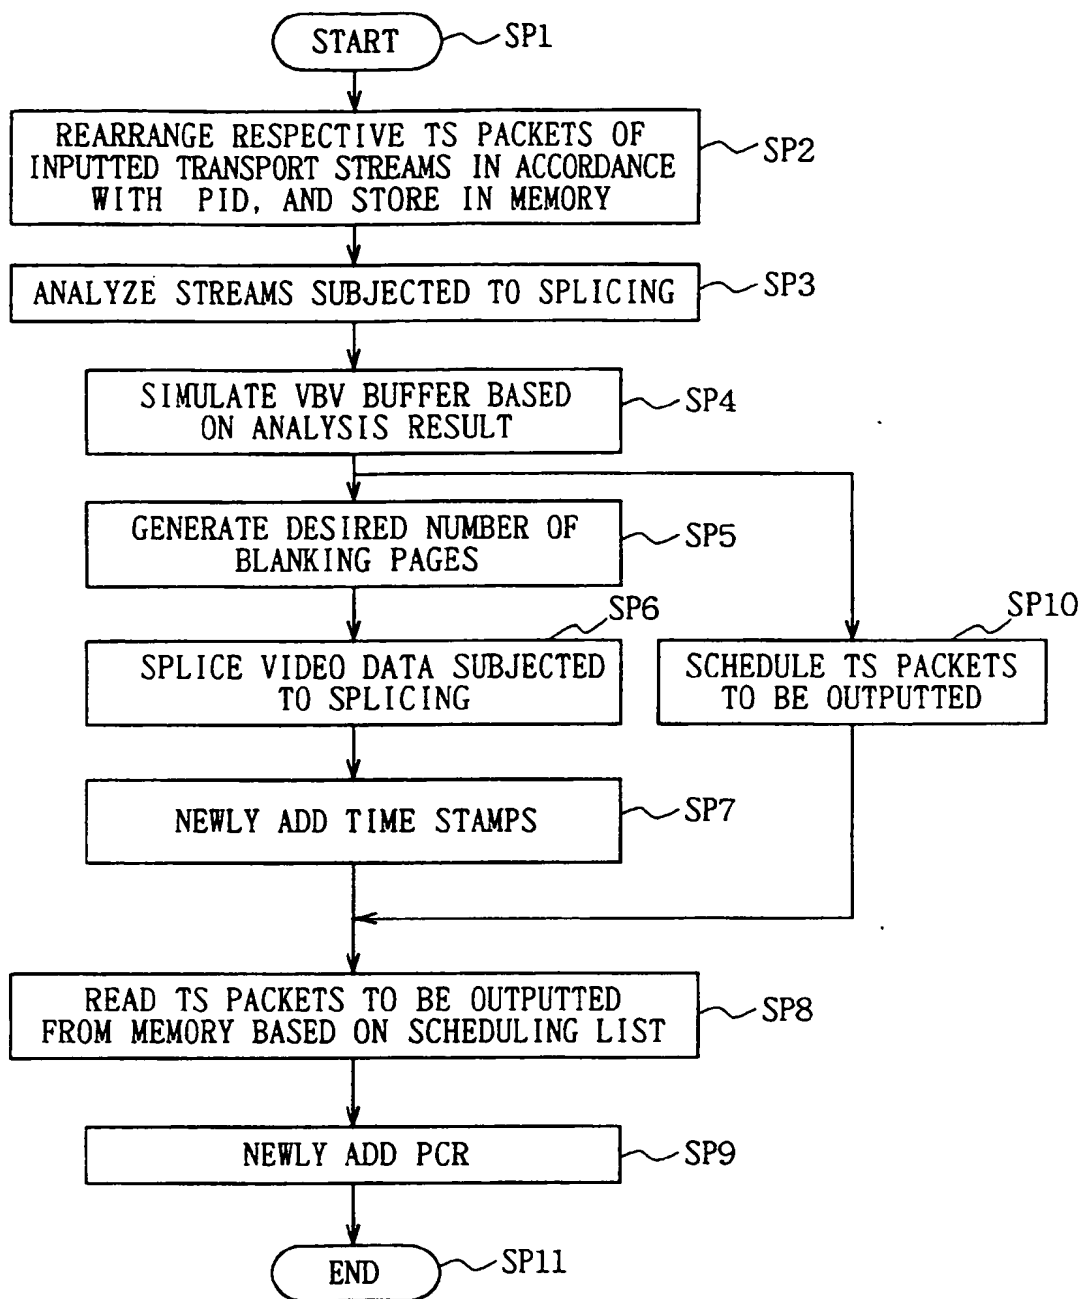 START
SP1
REARRANGE RESPECTIVE TS PACKETS OF
INPUTTED TRANSPORT STREAMS IN ACCORDANCE
WITH PID, AND STORE IN MEMORY
SP2
ANALYZE STREAMS SUBJECTED TO SPLICING
SP3
SIMULATE VBV BUFFER BASED
ON ANALYSIS RESULT
SP4
GENERATE DESIRED NUMBER OF
BLANKING PAGES
SP5
SPLICE VIDEO DATA SUBJECTED
TO SPLICING
SP6
SCHEDULE TS PACKETS
TO BE OUTPUTTED
SP10
NEWLY ADD TIME STAMPS
SP7
READ TS PACKETS TO BE OUTPUTTED
FROM MEMORY BASED ON SCHEDULING LIST
SP8
NEWLY ADD PCR
SP9
END
SP11